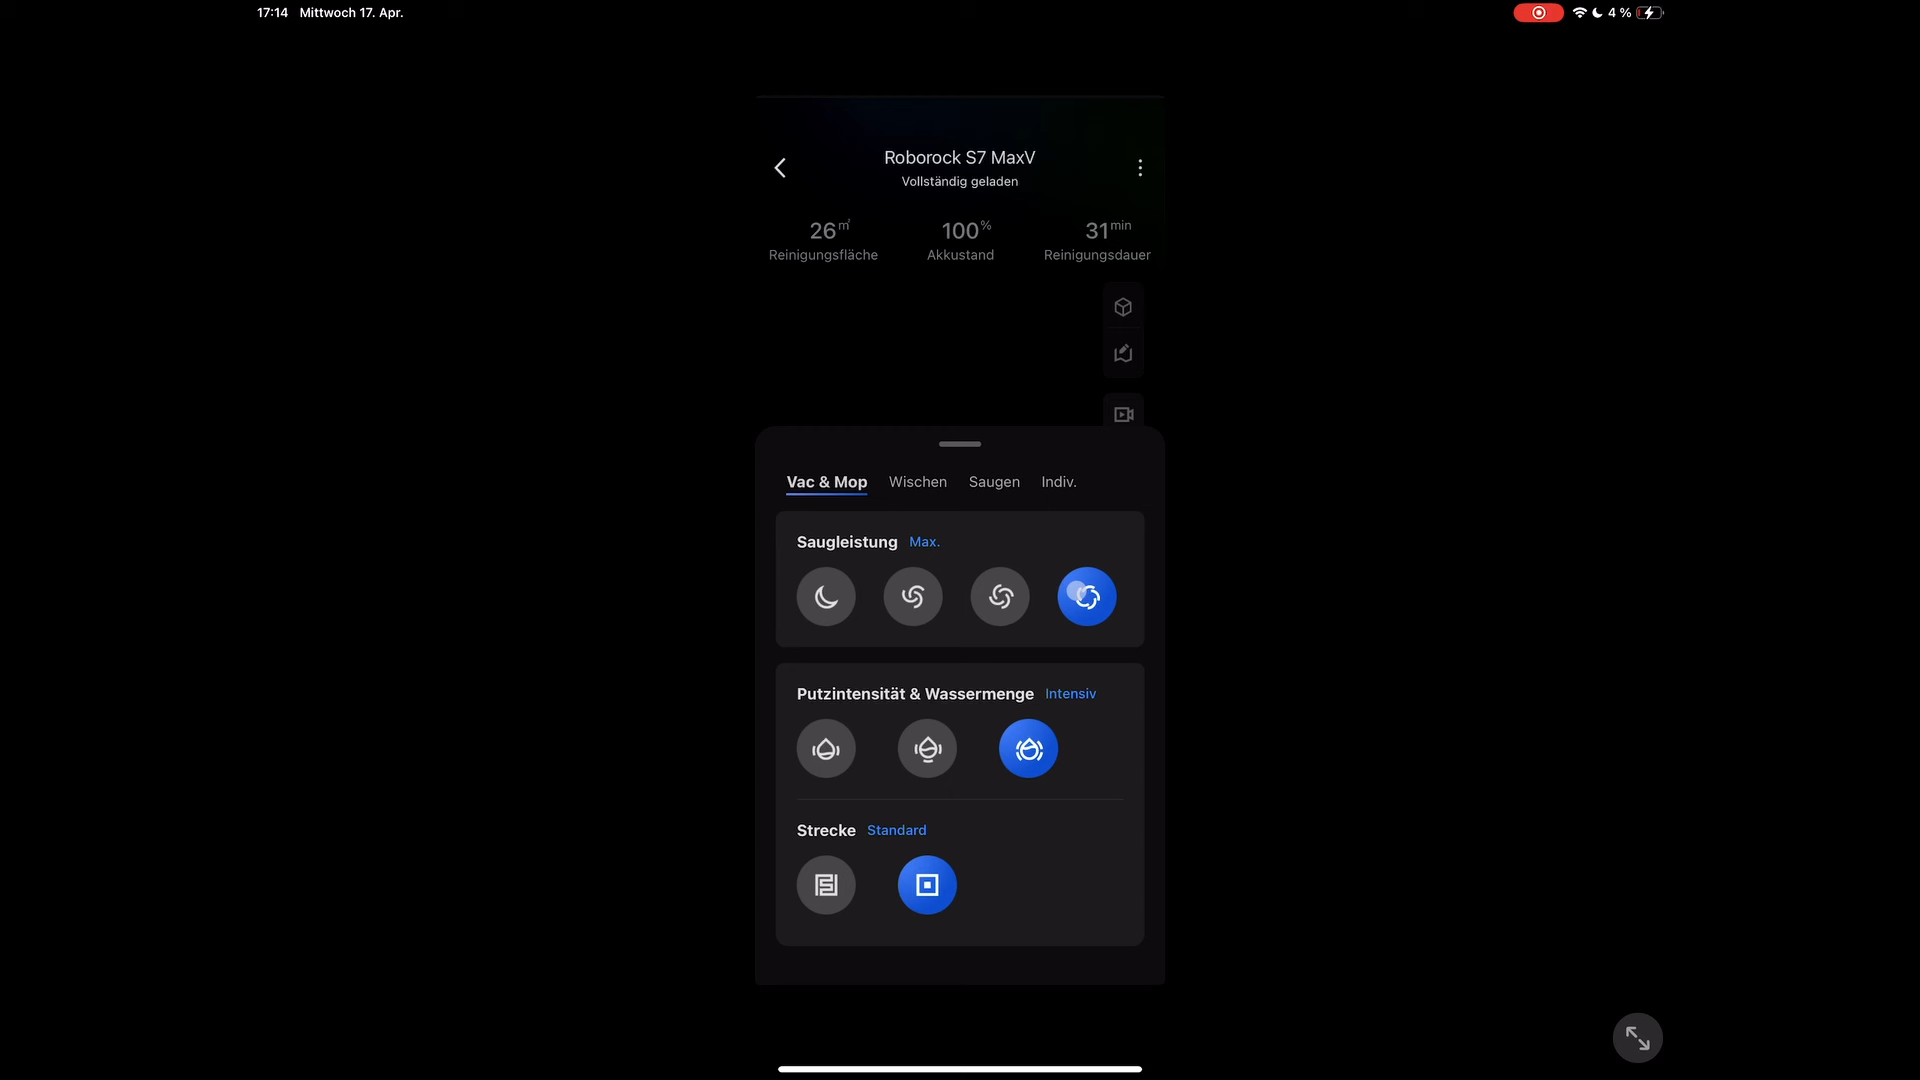 17:14 Mittwoch 17. Apr.
4 %
Roborock S7 MaxV
Vollständig geladen
26㎡ 100% 31min
Reinigungsfläche Akkustand Reinigungsdauer
Vac & Mop Wischen Saugen Indiv.
Saugleistung Max.
Putzintensität & Wassermenge Intensiv
Strecke Standard